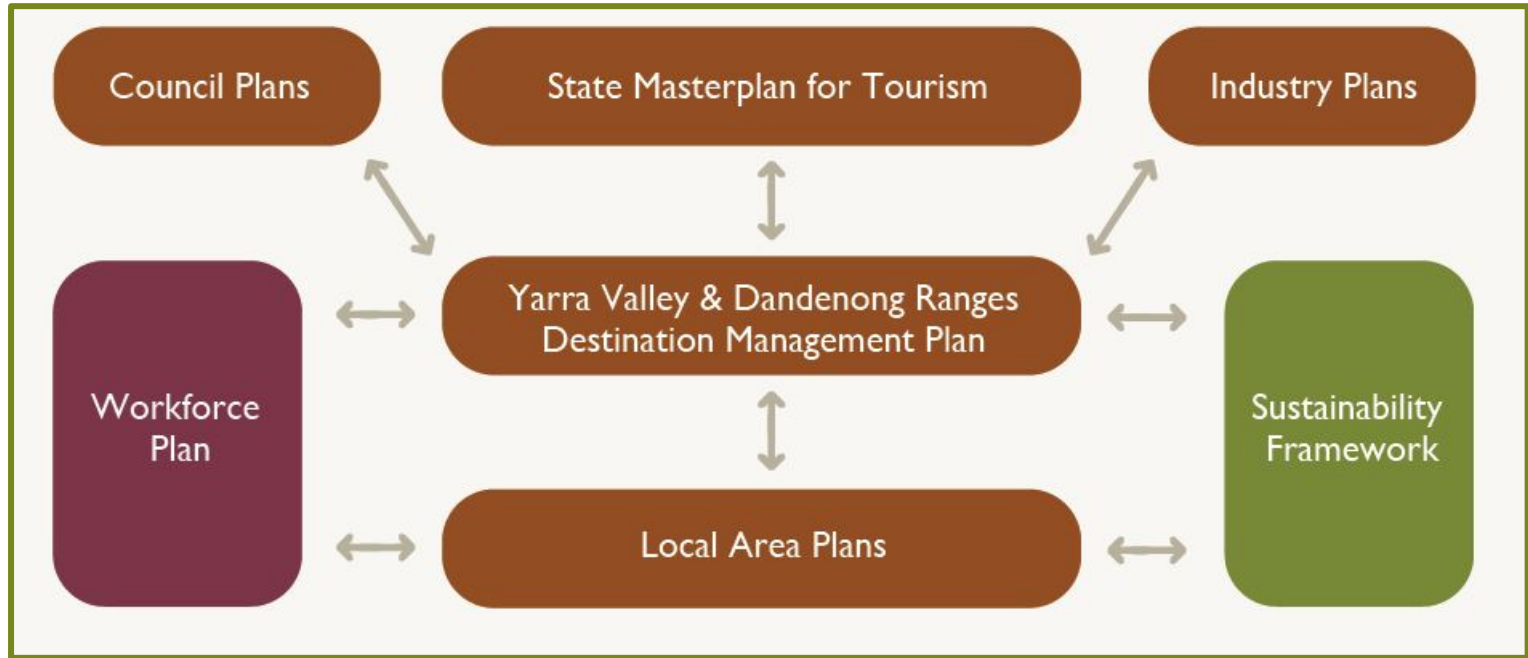 Council Plans
State Masterplan for Tourism
Industry Plans
Yarra Valley & Dandenong Ranges
Destination Management Plan
Workforce
Plan
Sustainability
Framework
Local Area Plans